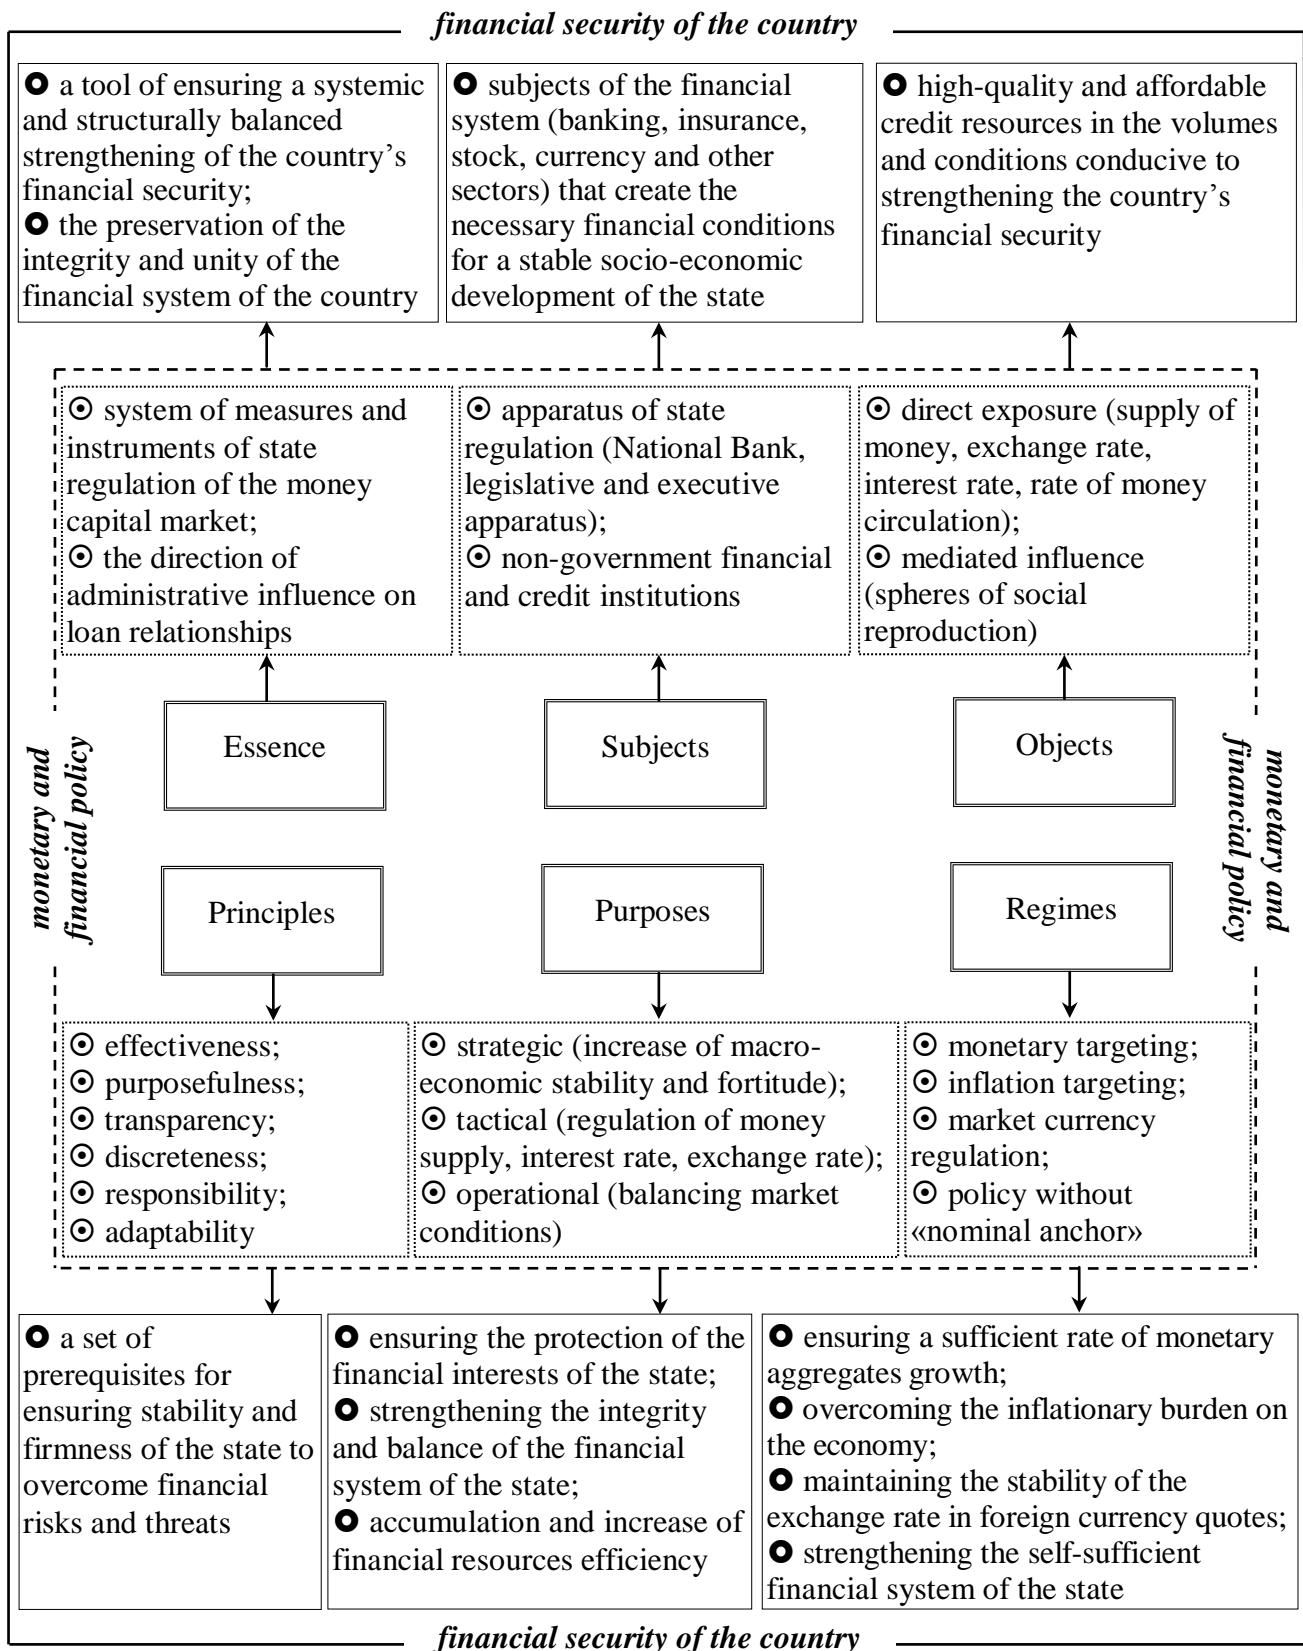 financial security of the country
🞇 a tool of ensuring a systemic
and structurally balanced
strengthening of the country’s
financial security;
🞇 the preservation of the
integrity and unity of the
financial system of the country
🞇 subjects of the financial
system (banking, insurance,
stock, currency and other
sectors) that create the
necessary financial conditions
for a stable socio-economic
development of the state
🞇 high-quality and affordable
credit resources in the volumes
and conditions conducive to
strengthening the country’s
financial security
☉ system of measures and
instruments of state
regulation of the money
capital market;
☉ the direction of
administrative influence on
loan relationships
☉ apparatus of state
regulation (National Bank,
legislative and executive
apparatus);
☉ non-government financial
and credit institutions
☉ direct exposure (supply of
money, exchange rate,
interest rate, rate of money
circulation);
☉ mediated influence
(spheres of social
reproduction)
monetary and
financial policy
Essence
Subjects
Objects
monetary and
financial policy
Principles
Purposes
Regimes
☉ effectiveness;
☉ purposefulness;
☉ transparency;
☉ discreteness;
☉ responsibility;
☉ adaptability
☉ strategic (increase of macro-
economic stability and fortitude);
☉ tactical (regulation of money
supply, interest rate, exchange rate);
☉ operational (balancing market
conditions)
☉ monetary targeting;
☉ inflation targeting;
☉ market currency
regulation;
☉ policy without
«nominal anchor»
🞇 a set of
prerequisites for
ensuring stability and
firmness of the state to
overcome financial
risks and threats
🞇 ensuring the protection of the
financial interests of the state;
🞇 strengthening the integrity
and balance of the financial
system of the state;
🞇 accumulation and increase of
financial resources efficiency
🞇 ensuring a sufficient rate of monetary
aggregates growth;
🞇 overcoming the inflationary burden on
the economy;
🞇 maintaining the stability of the
exchange rate in foreign currency quotes;
🞇 strengthening the self-sufficient
financial system of the state
financial security of the country